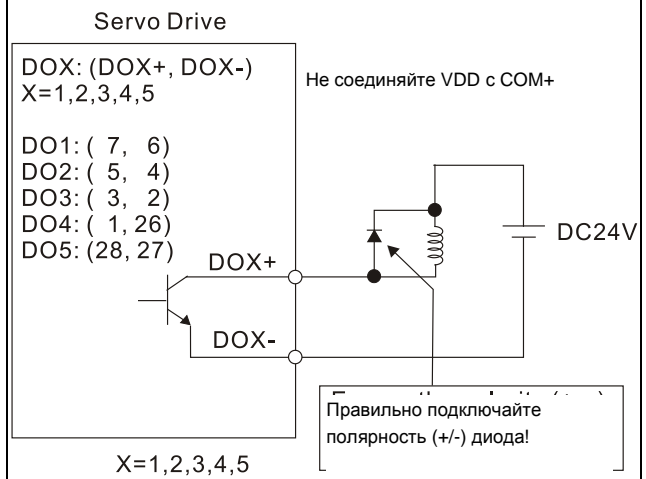 Servo Drive
DOX: (DOX+, DOX-)
X=1,2,3,4,5
Не соединяйте VDD с COM+
DO1: ( 7, 6)
DO2: ( 5, 4)
DO3: ( 3, 2)
DO4: ( 1, 26)
DO5: (28, 27)
DC24V
DOX+
DOX-
Правильно подключайте
полярность (+/-) диода!
X=1,2,3,4,5